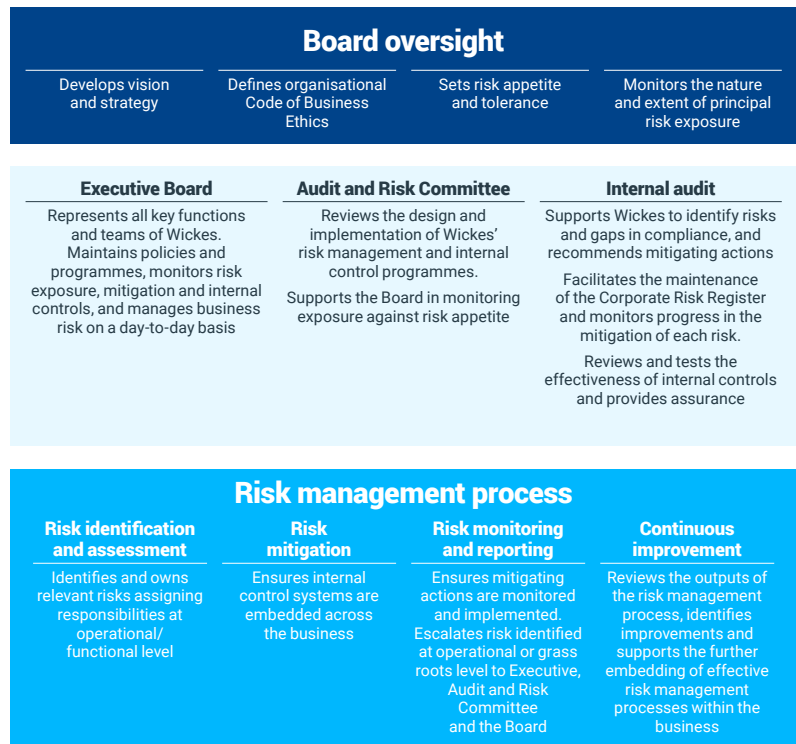 Board oversight
Develops vision
and strategy
Defines organisational
Code of Business
Ethics
Sets risk appetite
and tolerance
Monitors the nature
and extent of principal
risk exposure
Executive Board
Represents all key functions
and teams of Wickes.
Maintains policies and
programmes, monitors risk
exposure, mitigation and internal
controls, and manages business
risk on a day-to-day basis
Audit and Risk Committee
Reviews the design and
implementation of Wickes’
risk management and internal
control programmes.
Supports the Board in monitoring
exposure against risk appetite
Internal audit
Supports Wickes to identify risks
and gaps in compliance, and
recommends mitigating actions
Facilitates the maintenance
of the Corporate Risk Register
and monitors progress in the
mitigation of each risk.
Reviews and tests the
effectiveness of internal controls
and provides assurance
Risk management process
Risk identification
and assessment
Identifies and owns
relevant risks assigning
responsibilities at
operational/
functional level
Risk
mitigation
Ensures internal
control systems are
embedded across
the business
Risk monitoring
and reporting
Ensures mitigating
actions are monitored
and implemented.
Escalates risk identified
at operational or grass
roots level to Executive,
Audit and Risk
Committee
and the Board
Continuous
improvement
Reviews the outputs of
the risk management
process, identifies
improvements and
supports the further
embedding of effective
risk management
processes within the
business